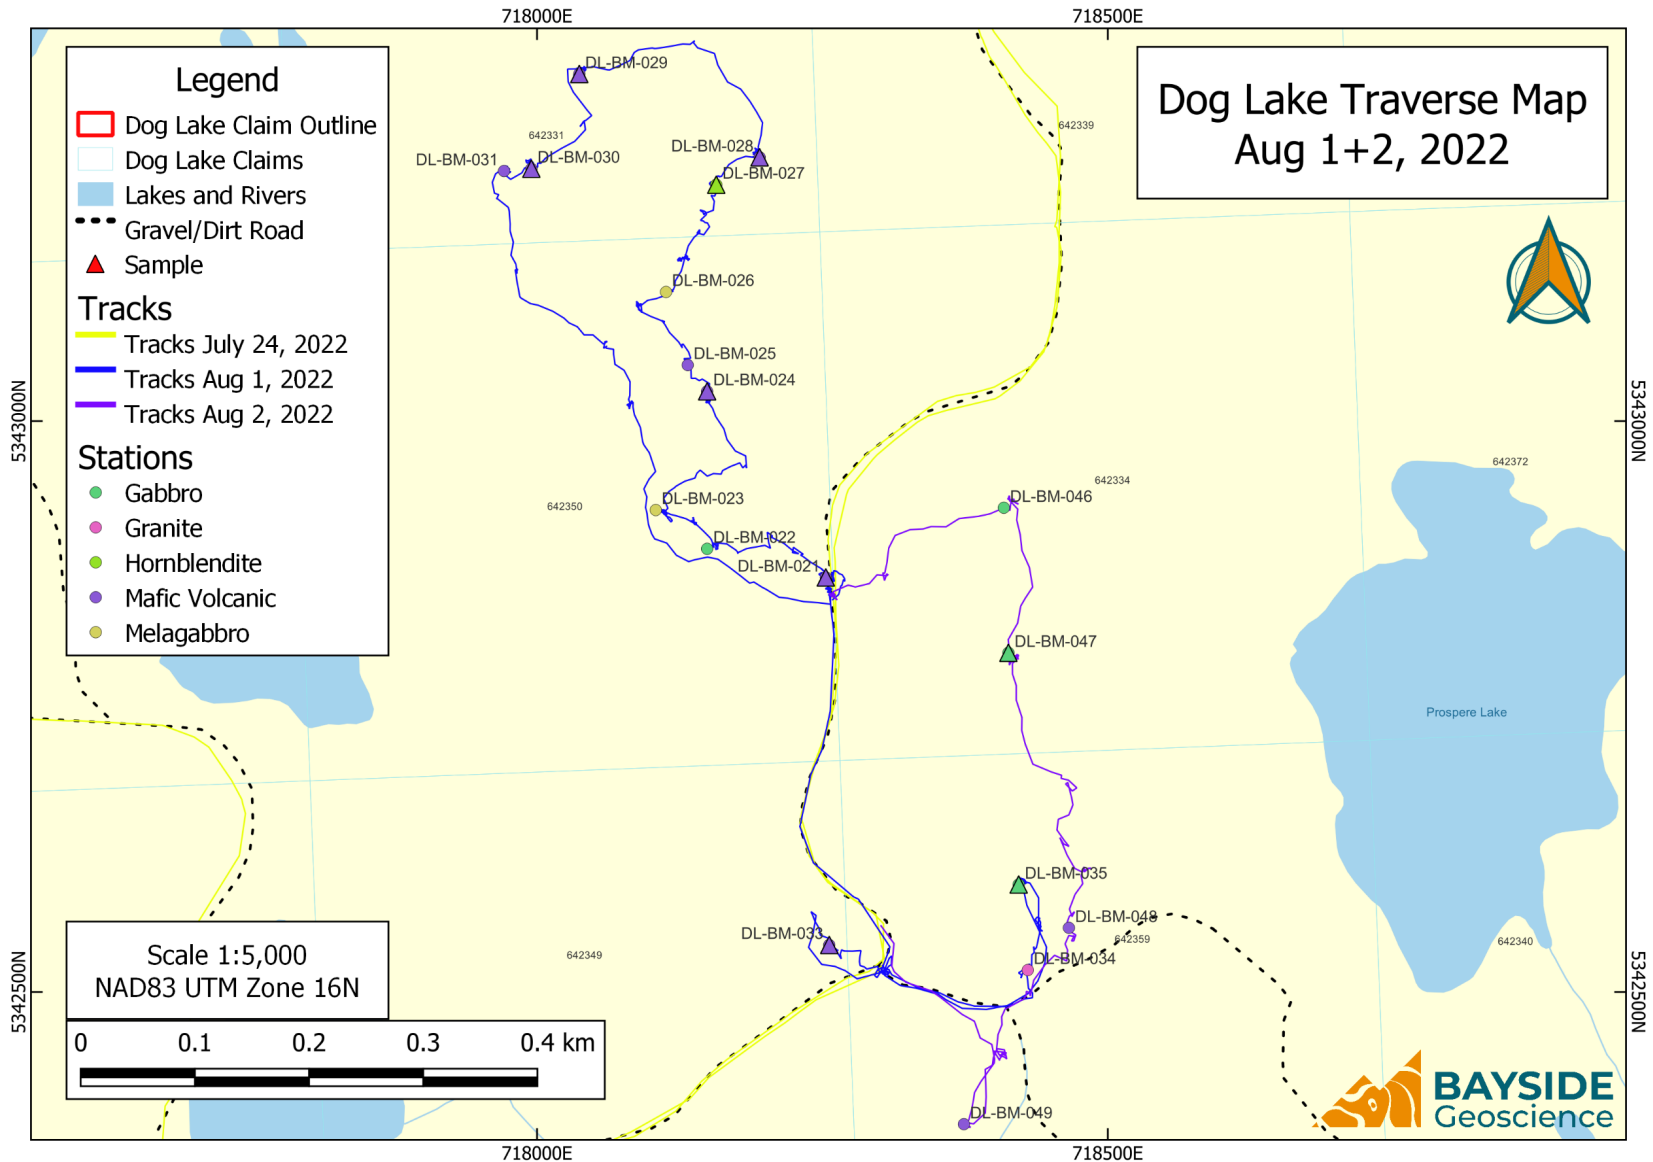 718000E
718500E
Legend
Dog Lake Claim Outline
Dog Lake Claims
Lakes and Rivers
Gravel/Dirt Road
Sample
Tracks
Tracks July 24, 2022
Tracks Aug 1, 2022
Tracks Aug 2, 2022
Stations
Gabbro
Granite
Hornblendite
Mafic Volcanic
Melagabbro
Dog Lake Traverse Map
Aug 1+2, 2022
DL-BM-029
642331
642339
DL-BM-028
DL-BM-031
DL-BM-030
DL-BM-027
DL-BM-026
DL-BM-025
DL-BM-024
5343000N
5343000N
642372
642334
DL-BM-023
DL-BM-046
642350
DL-BM-022
DL-BM-021
DL-BM-047
Prospere Lake
DL-BM-035
DL-BM-048
DL-BM-033
642359
642340
642349
DL-BM-034
Scale 1:5,000
NAD83 UTM Zone 16N
5342500N
5342500N
0 0.1 0.2 0.3 0.4 km
DL-BM-049
BAYSIDE
Geoscience
718000E
718500E